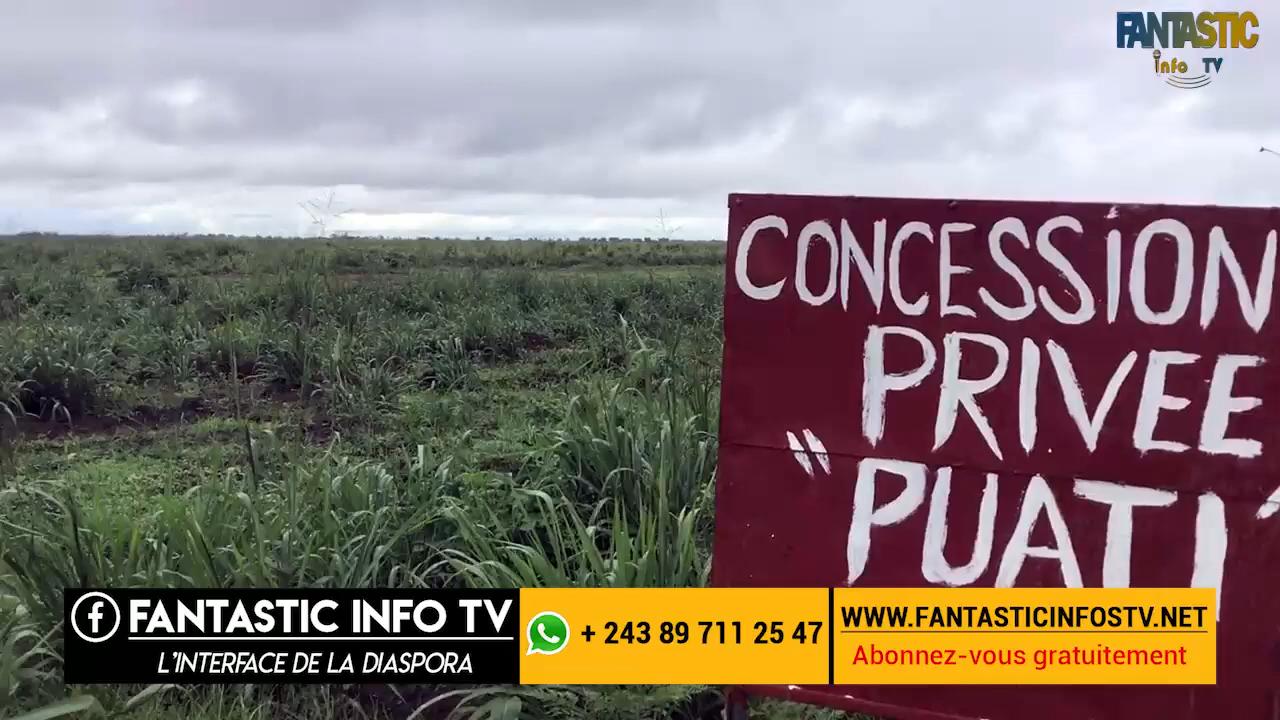 FANTASTIC
Info TV
CONCESSION
PRIVEE
"PUATI"
FANTASTIC INFO TV
L'INTERFACE DE LA DIASPORA
+ 243 89 711 25 47
WWW.FANTASTICINFOSTV.NET
Abonnez-vous gratuitement